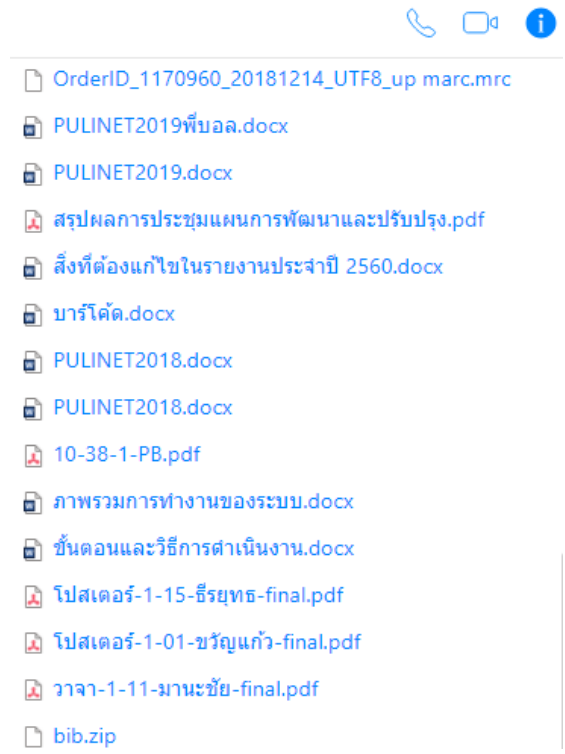 OrderID_1170960_20181214_UTF8_up marc.mrc
PULINET2019พี่บอล.docx
PULINET2019.docx
สรุปผลการประชุมแผนการพัฒนาและปรับปรุง.pdf
สิ่งที่ต้องแก้ไขในรายงานประจำปี 2560.docx
บาร์โค้ด.docx
PULINET2018.docx
PULINET2018.docx
10-38-1-PB.pdf
ภาพรวมการทำงานของระบบ.docx
ขั้นตอนและวิธีการดำเนินงาน.docx
โปสเตอร์-1-15-ธีรยุทธ-final.pdf
โปสเตอร์-1-01-ขวัญแก้ว-final.pdf
วาจา-1-11-มานะชัย-final.pdf
bib.zip